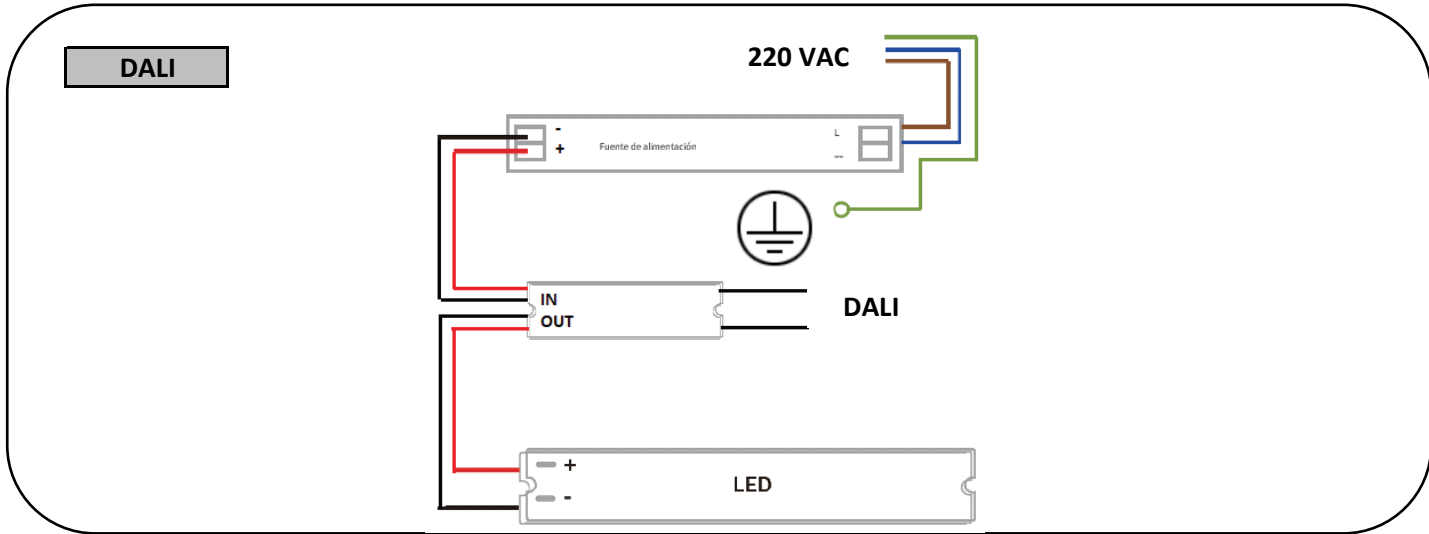 DALI
220 VAC
-
+
Fuente de alimentación
L
IN
OUT
DALI
+
-
LED